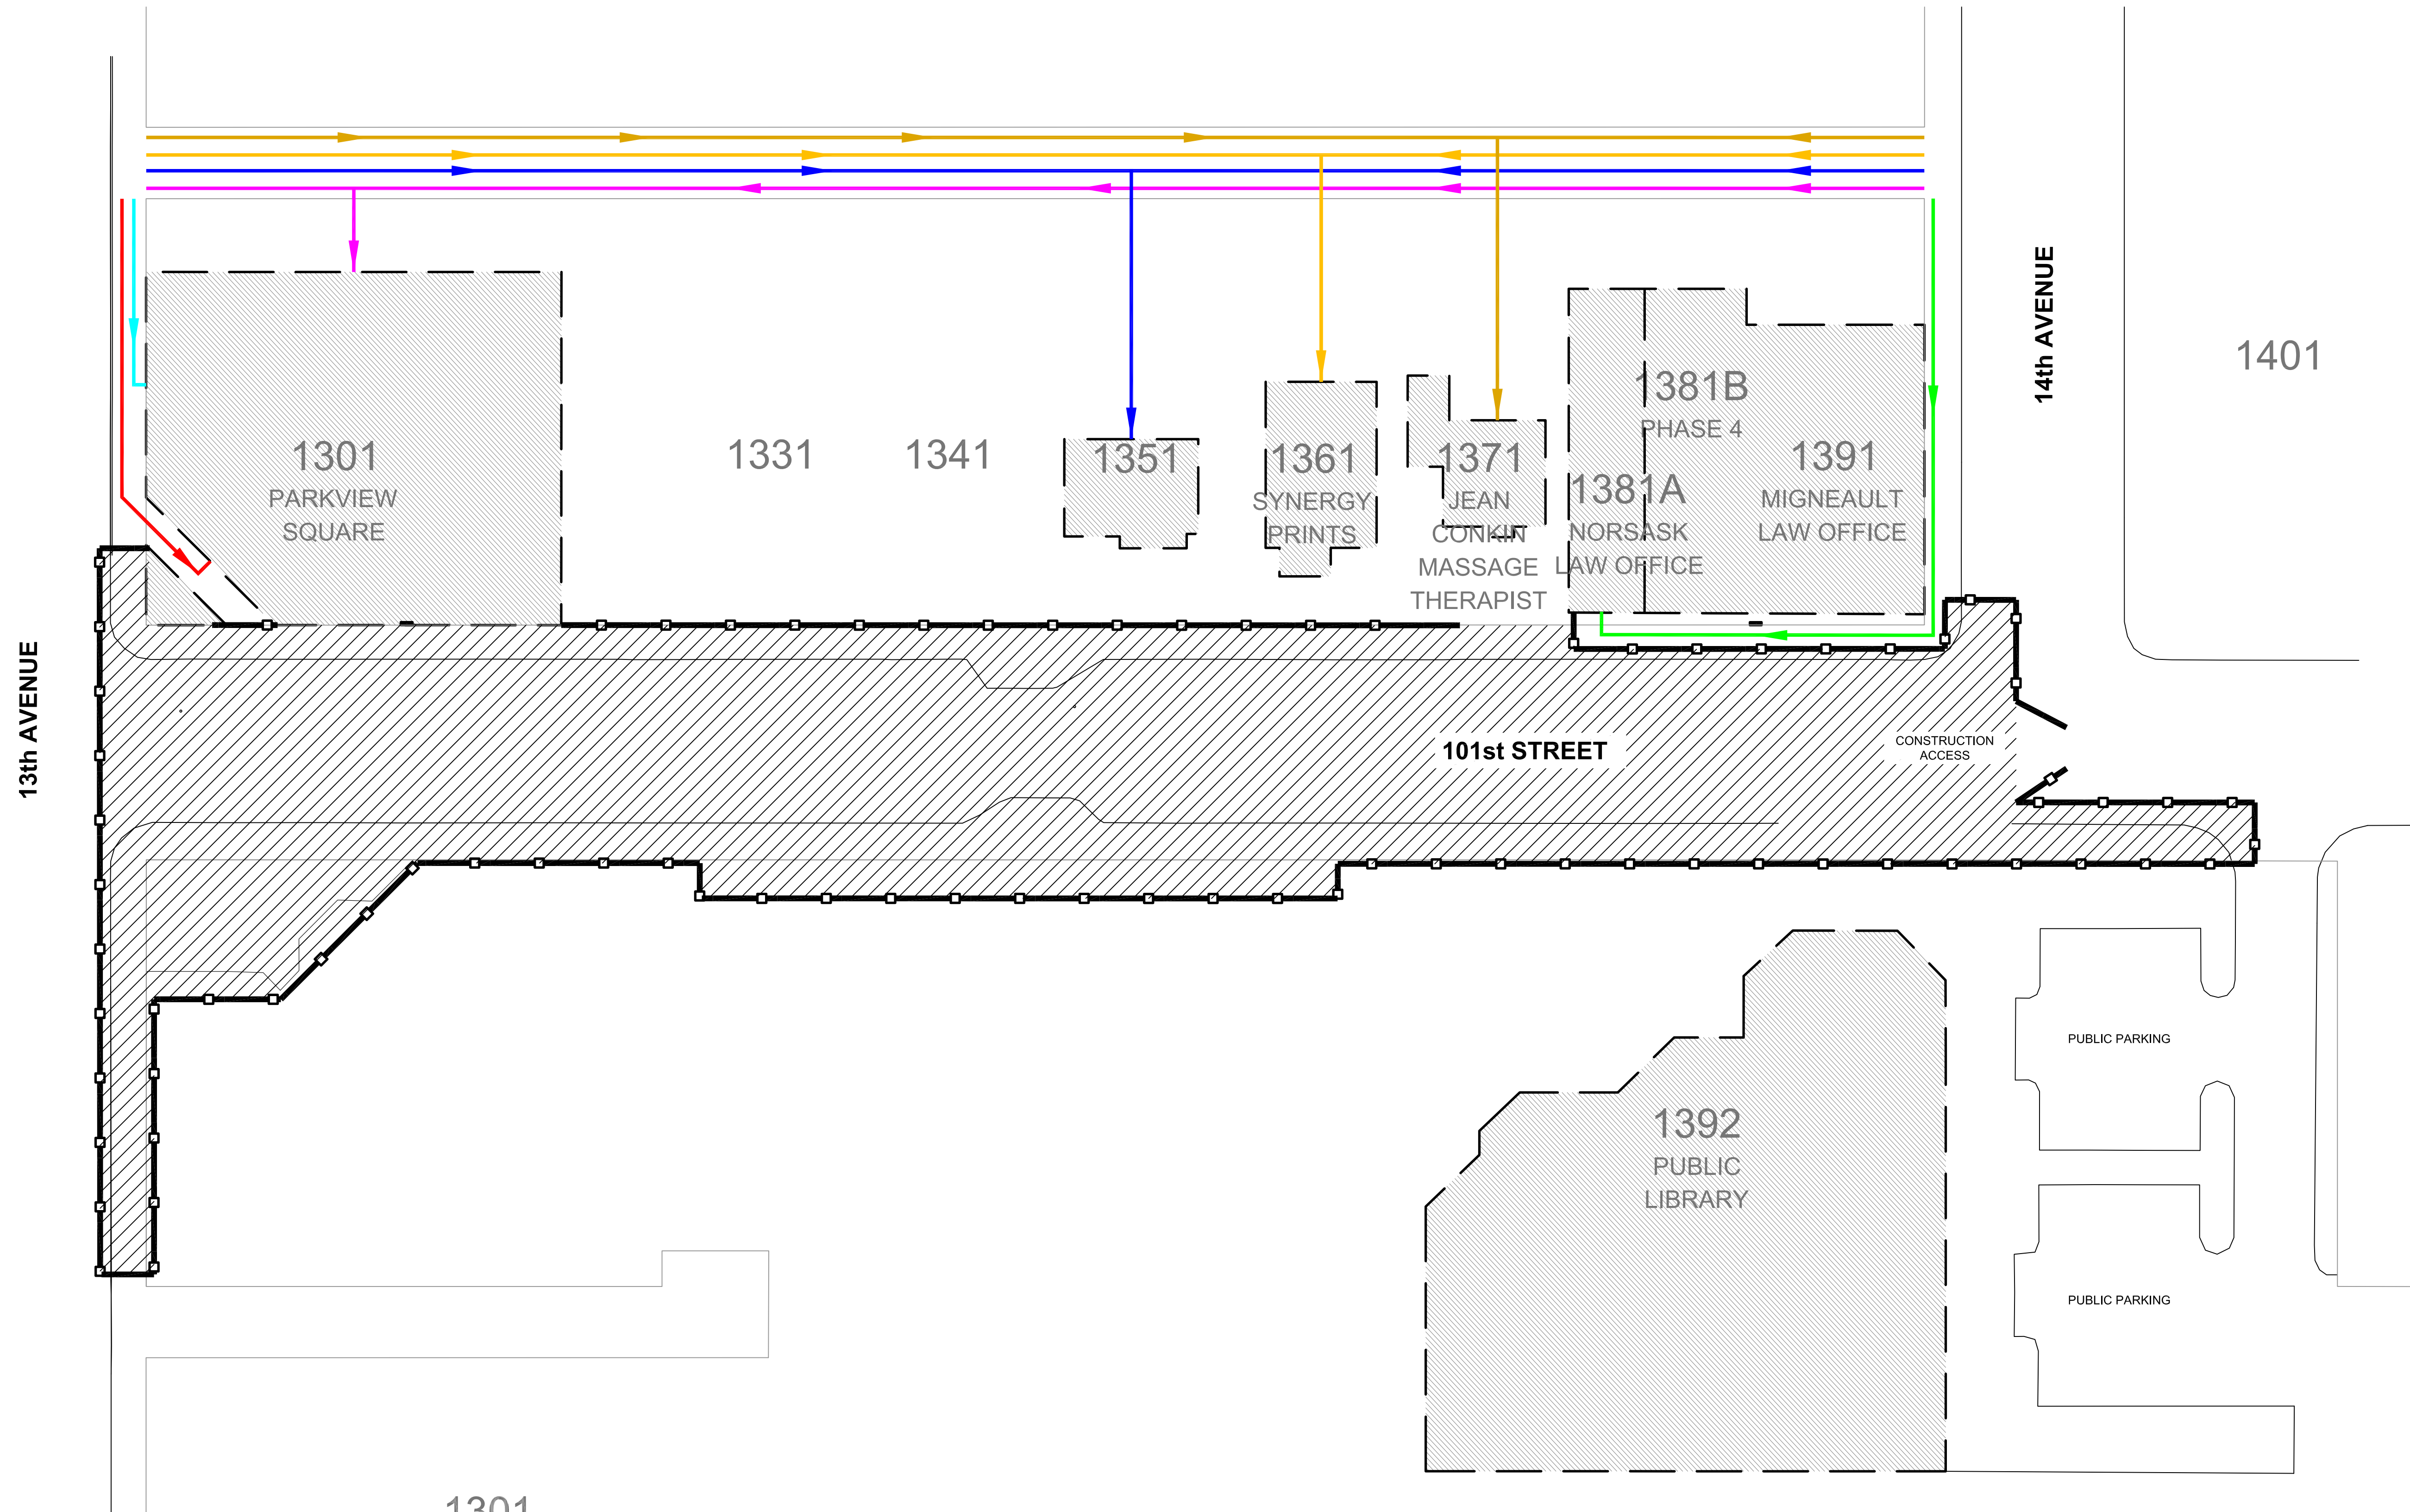 13th AVENUE
14th AVENUE
1401
1301
PARKVIEW
SQUARE
1331
1341
1351
1361
SYNERGY
PRINTS
1371
JEAN
CONKIN
MASSAGE
THERAPIST
1381A
NORSASK
LAW OFFICE
1381B
PHASE 4
1391
MIGNEAULT
LAW OFFICE
101st STREET
CONSTRUCTION
ACCESS
1392
PUBLIC
LIBRARY
PUBLIC PARKING
PUBLIC PARKING
1301